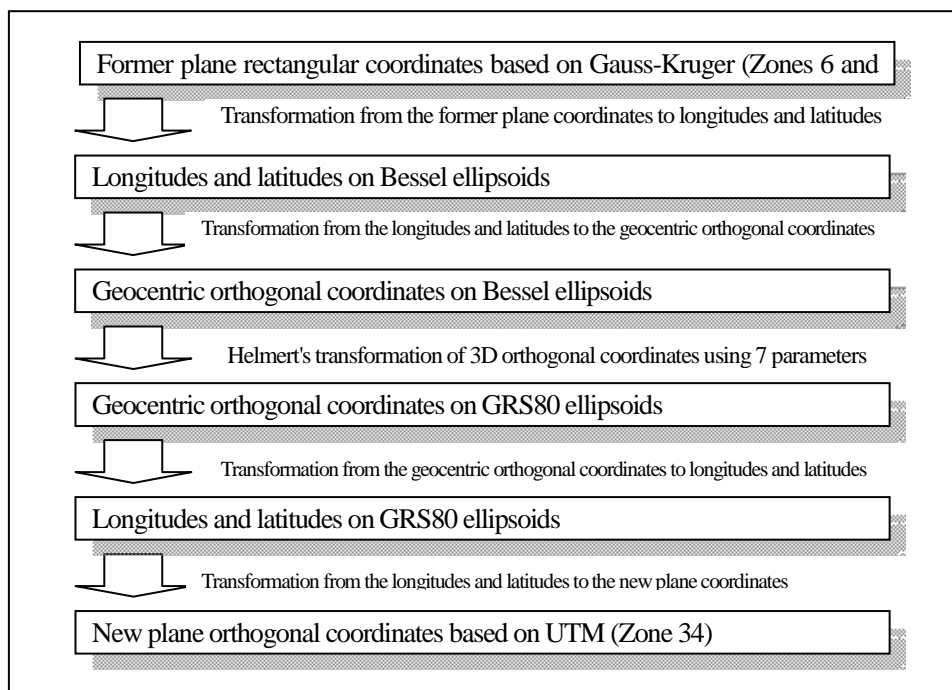 Former plane rectangular coordinates based on Gauss-Kruger (Zones 6 and
Transformation from the former plane coordinates to longitudes and latitudes
Longitudes and latitudes on Bessel ellipsoids
Transformation from the longitudes and latitudes to the geocentric orthogonal coordinates
Geocentric orthogonal coordinates on Bessel ellipsoids
Helmert's transformation of 3D orthogonal coordinates using 7 parameters
Geocentric orthogonal coordinates on GRS80 ellipsoids
Transformation from the geocentric orthogonal coordinates to longitudes and latitudes
Longitudes and latitudes on GRS80 ellipsoids
Transformation from the longitudes and latitudes to the new plane coordinates
New plane orthogonal coordinates based on UTM (Zone 34)